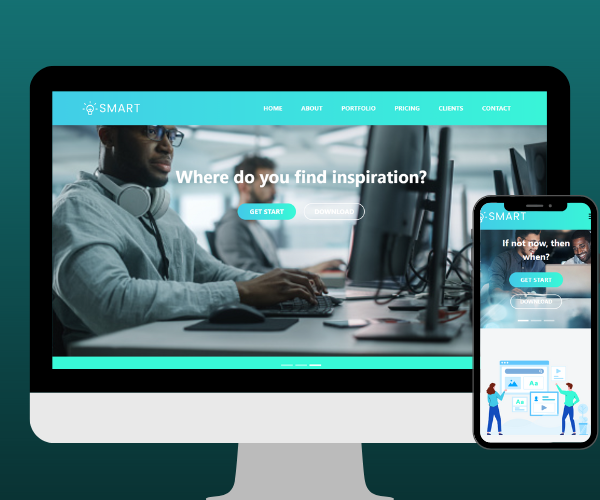 SMART
HOME ABOUT PORTFOLIO PRICING CLIENTS CONTACT
Where do you find inspiration?
GET START DOWNLOAD
SMART
If not now, then
when?
GET START
DOWNLOAD
Aa
Aa